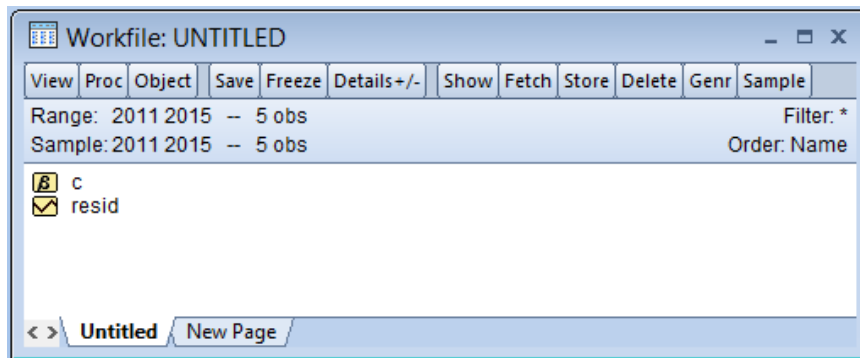 Workfile: UNTITLED
View Proc Object Save Freeze Details+/- Show Fetch Store Delete Genr Sample
Range: 2011 2015 -- 5 obs Filter: *
Sample: 2011 2015 -- 5 obs Order: Name
β c
resid
< > Untitled New Page